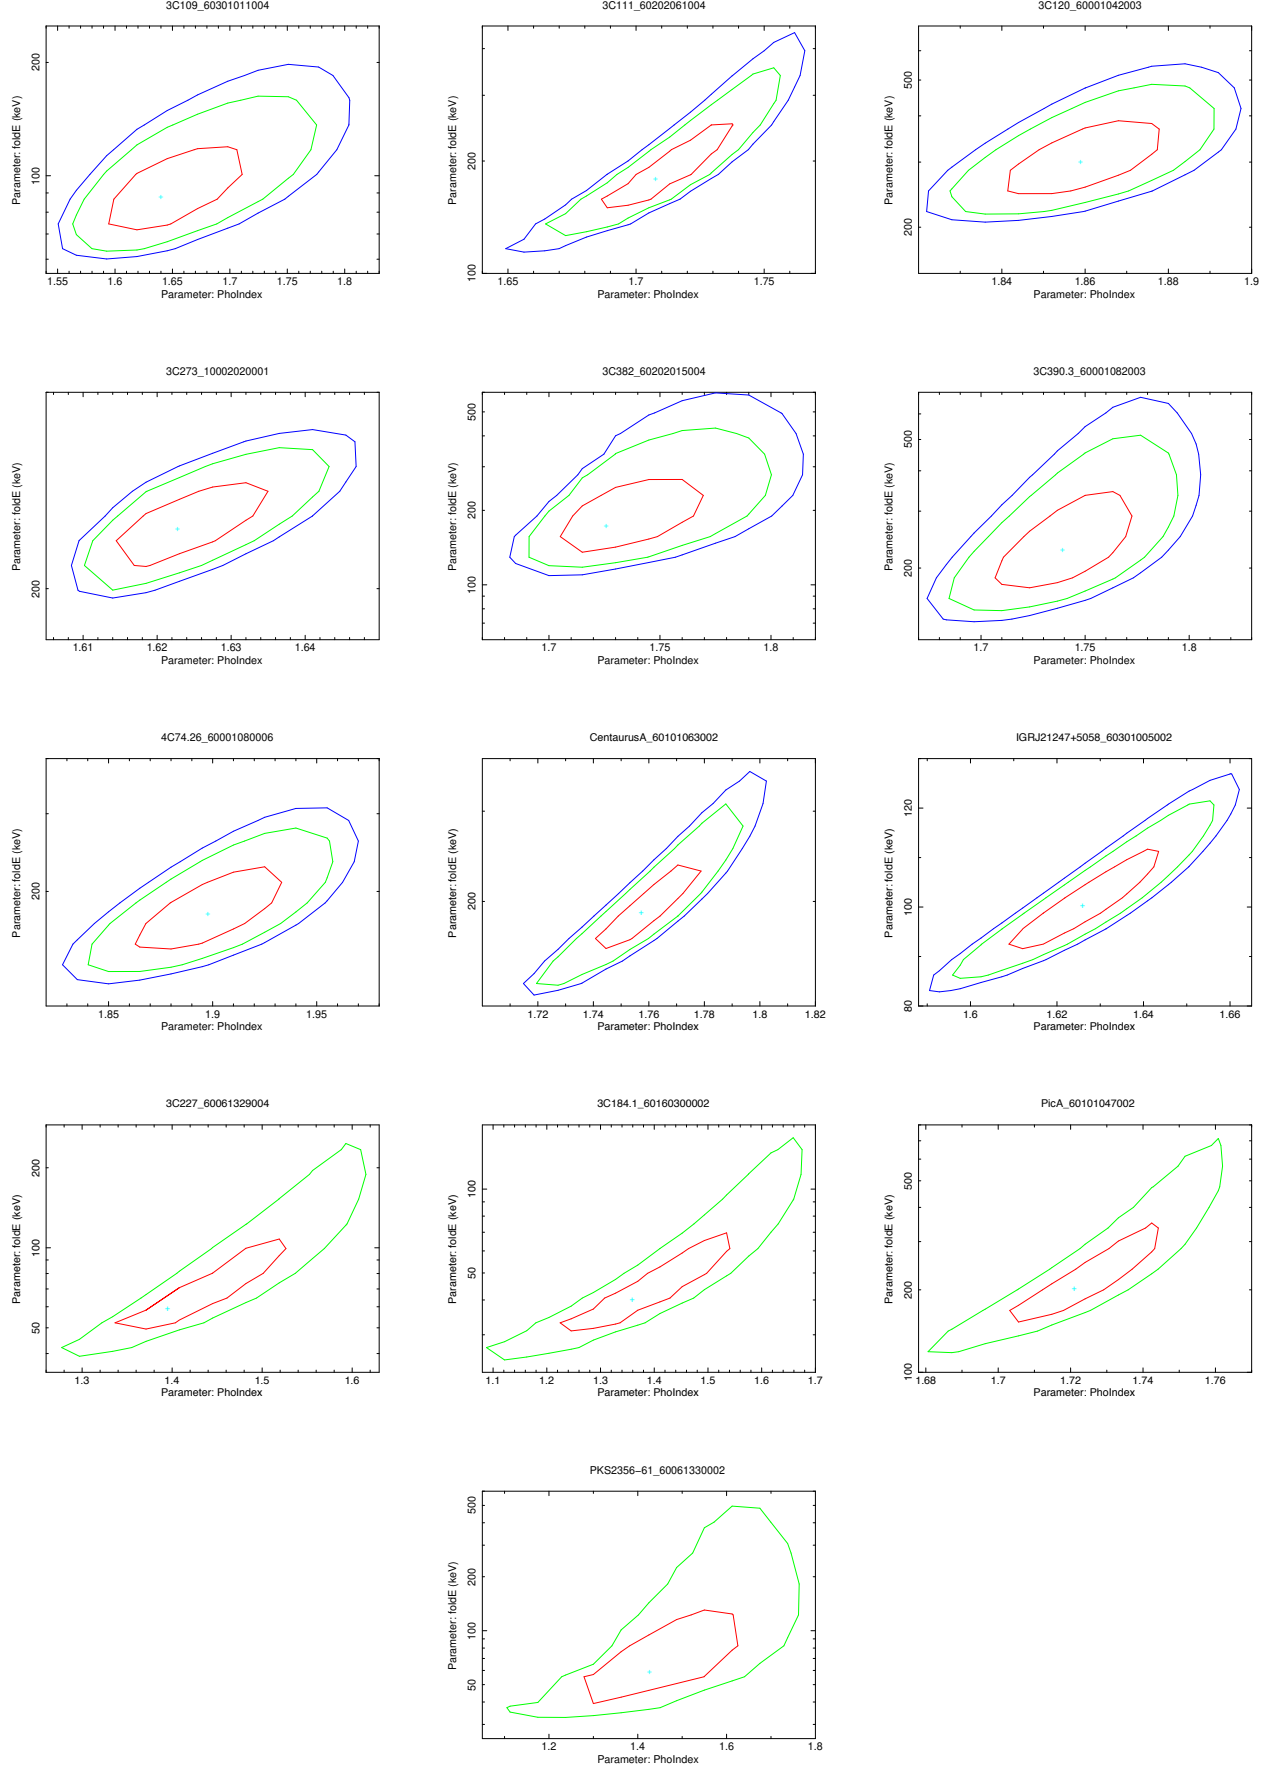 3C109_60301011004
3C111_60202061004
3C120_60001042003
Parameter: foldE (keV)
100
200
1.55
1.6
1.65
1.7
1.75
1.8
Parameter: PhoIndex
Parameter: foldE (keV)
100
200
1.65
1.7
1.75
Parameter: PhoIndex
Parameter: foldE (keV)
200
500
1.84
1.86
1.88
1.9
Parameter: PhoIndex
3C273_10002020001
3C382_60202015004
3C390.3_60001082003
Parameter: foldE (keV)
200
1.61
1.62
1.63
1.64
Parameter: PhoIndex
Parameter: foldE (keV)
100
200
500
1.7
1.75
1.8
Parameter: PhoIndex
Parameter: foldE (keV)
200
500
1.7
1.75
1.8
Parameter: PhoIndex
4C74.26_60001080006
CentaurusA_60101063002
IGRJ21247+5058_60301005002
Parameter: foldE (keV)
200
1.85
1.9
1.95
Parameter: PhoIndex
Parameter: foldE (keV)
200
1.72
1.74
1.76
1.78
1.8
1.82
Parameter: PhoIndex
Parameter: foldE (keV)
80
100
120
1.6
1.62
1.64
1.66
Parameter: PhoIndex
3C227_60061329004
3C184.1_60160300002
PicA_60101047002
Parameter: foldE (keV)
50
100
200
1.3
1.4
1.5
1.6
Parameter: PhoIndex
Parameter: foldE (keV)
50
100
1.1
1.2
1.3
1.4
1.5
1.6
1.7
Parameter: PhoIndex
Parameter: foldE (keV)
100
200
500
1.68
1.7
1.72
1.74
1.76
Parameter: PhoIndex
PKS2356−61_60061330002
Parameter: foldE (keV)
50
100
200
500
1.2
1.4
1.6
1.8
Parameter: PhoIndex